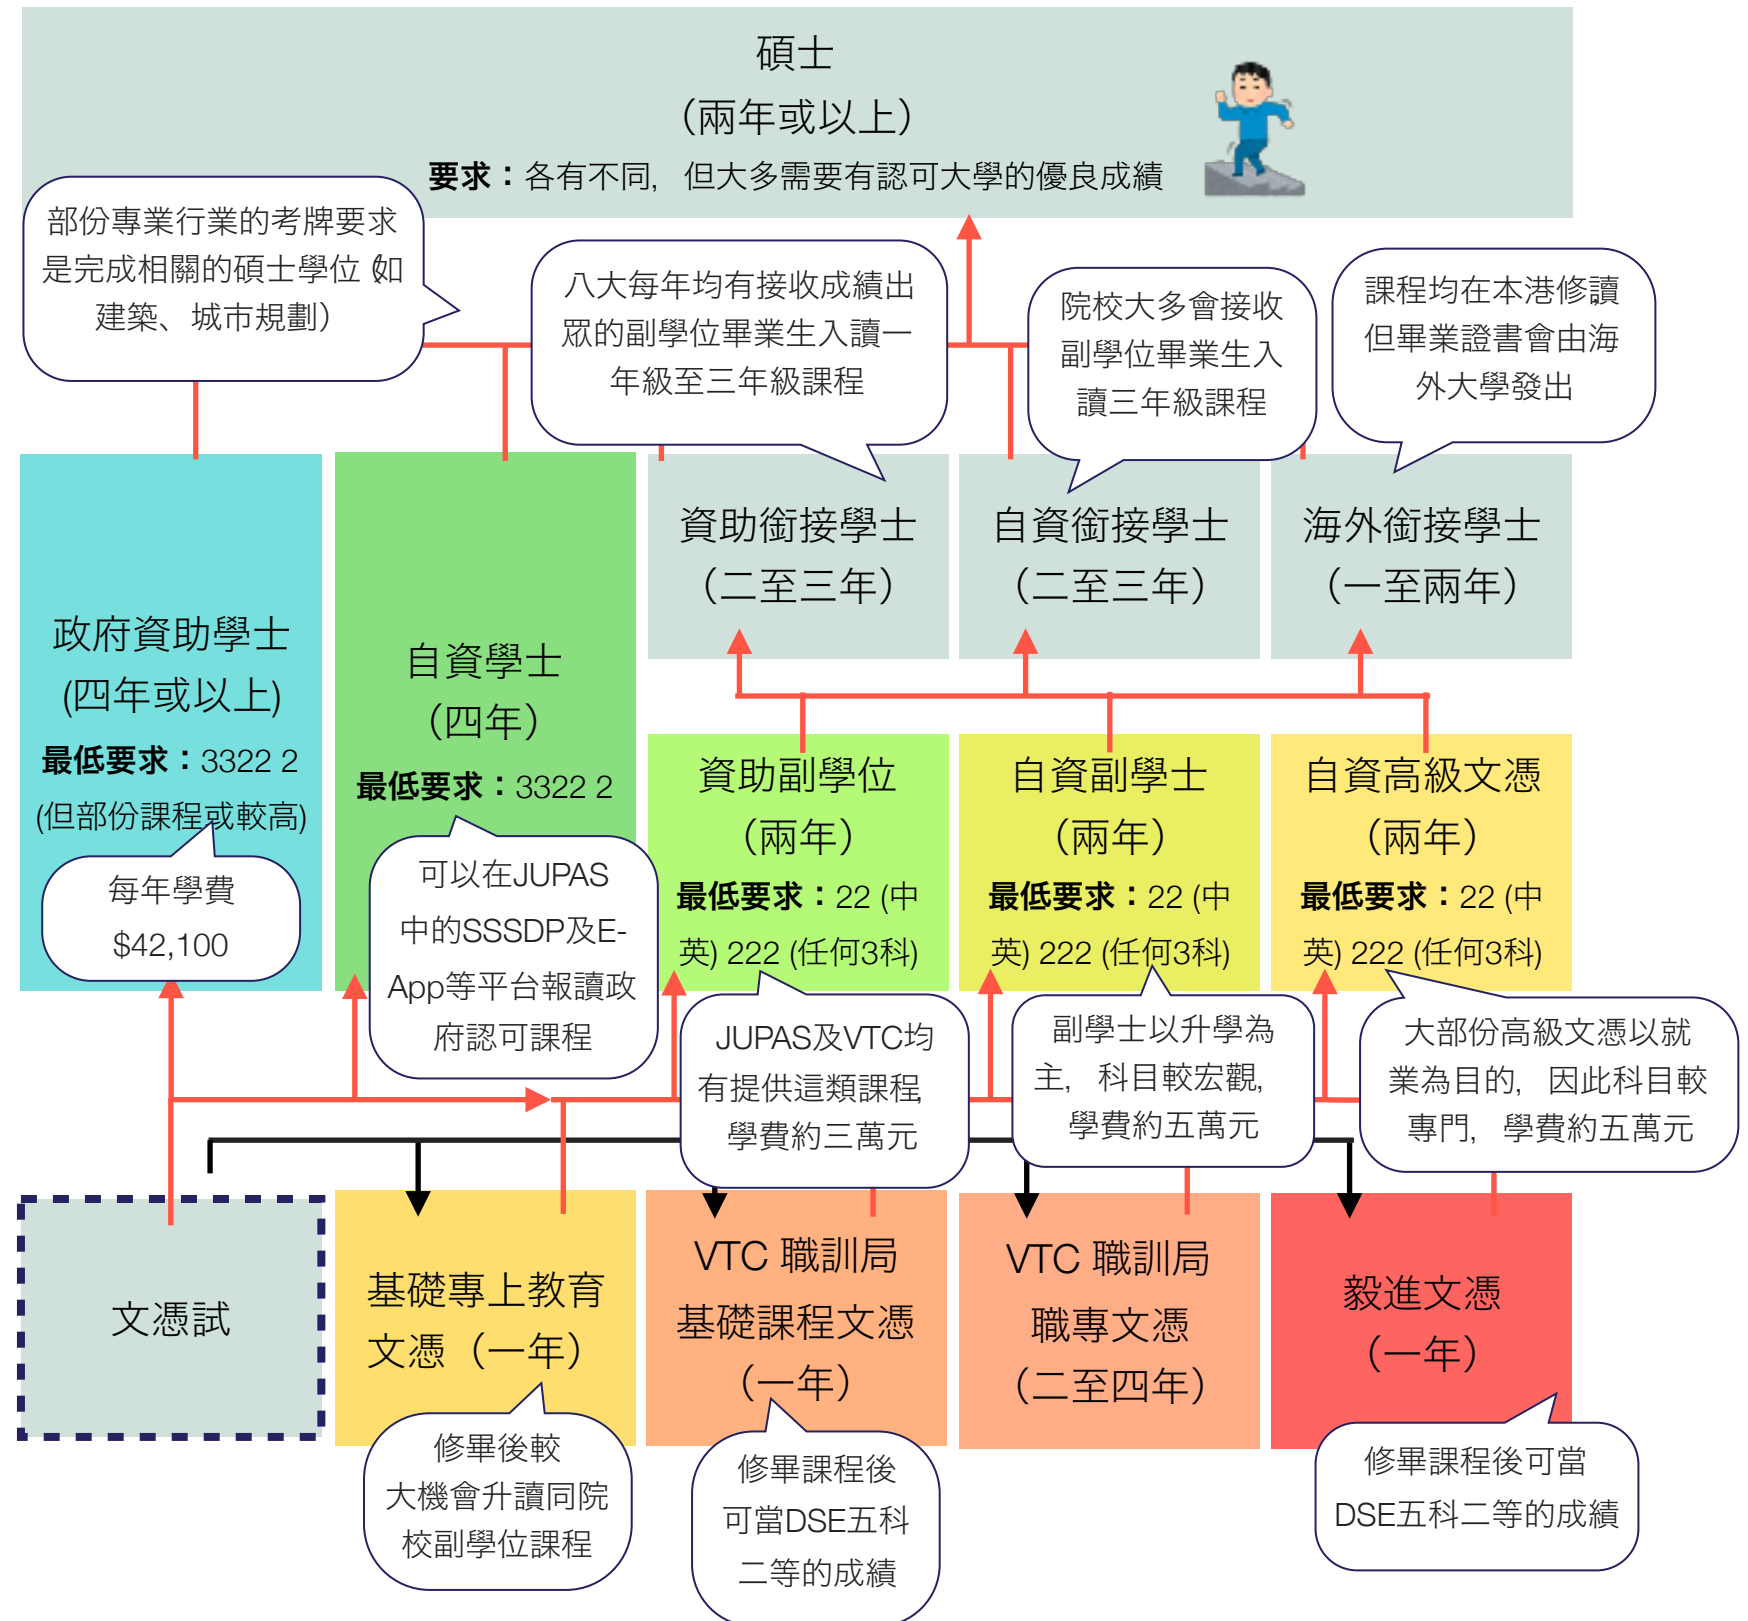 碩士
（兩年或以上）
要求：各有不同，但大多需要有認可大學的優良成績
部份專業行業的考牌要求
是完成相關的碩士學位（如
建築、城市規劃）
八大每年均有接收成績出
眾的副學位畢業生入讀一
年級至三年級課程
院校大多會接收
副學位畢業生入
讀三年級課程
課程均在本港修讀，
但畢業證書會由海
外大學發出
政府資助學士
(四年或以上)
最低要求：3322 2
(但部份課程或較高)
每年學費
$42,100
自資學士
（四年）
最低要求：3322 2
可以在JUPAS
中的SSSDP及E-
App等平台報讀政
府認可課程
資助銜接學士
（二至三年）
自資銜接學士
（二至三年）
海外銜接學士
（一至兩年）
資助副學位
（兩年）
最低要求：22 (中
英) 222 (任何3科)
JUPAS及VTC均
有提供這類課程，
學費約三萬元
自資副學士
（兩年）
最低要求：22 (中
英) 222 (任何3科)
副學士以升學為
主，科目較宏觀，
學費約五萬元
自資高級文憑
（兩年）
最低要求：22 (中
英) 222 (任何3科)
大部份高級文憑以就
業為目的，因此科目較
專門，學費約五萬元
文憑試
基礎專上教育
文憑（一年）
修畢後較
大機會升讀同院
校副學位課程
VTC 職訓局
基礎課程文憑
（一年）
修畢課程後
可當DSE五科
二等的成績
VTC 職訓局
職專文憑
（二至四年）
毅進文憑
（一年）
修畢課程後可當
DSE五科二等的成績